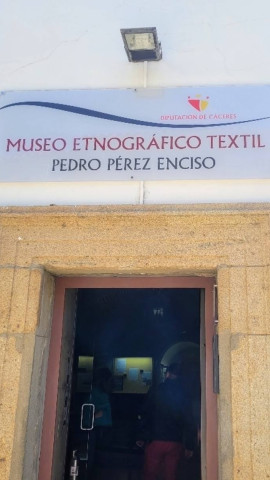 DIPUTACIÓN DE CÁCERES
MUSEO ETNOGRÁFICO TEXTIL
PEDRO PÉREZ ENCISO